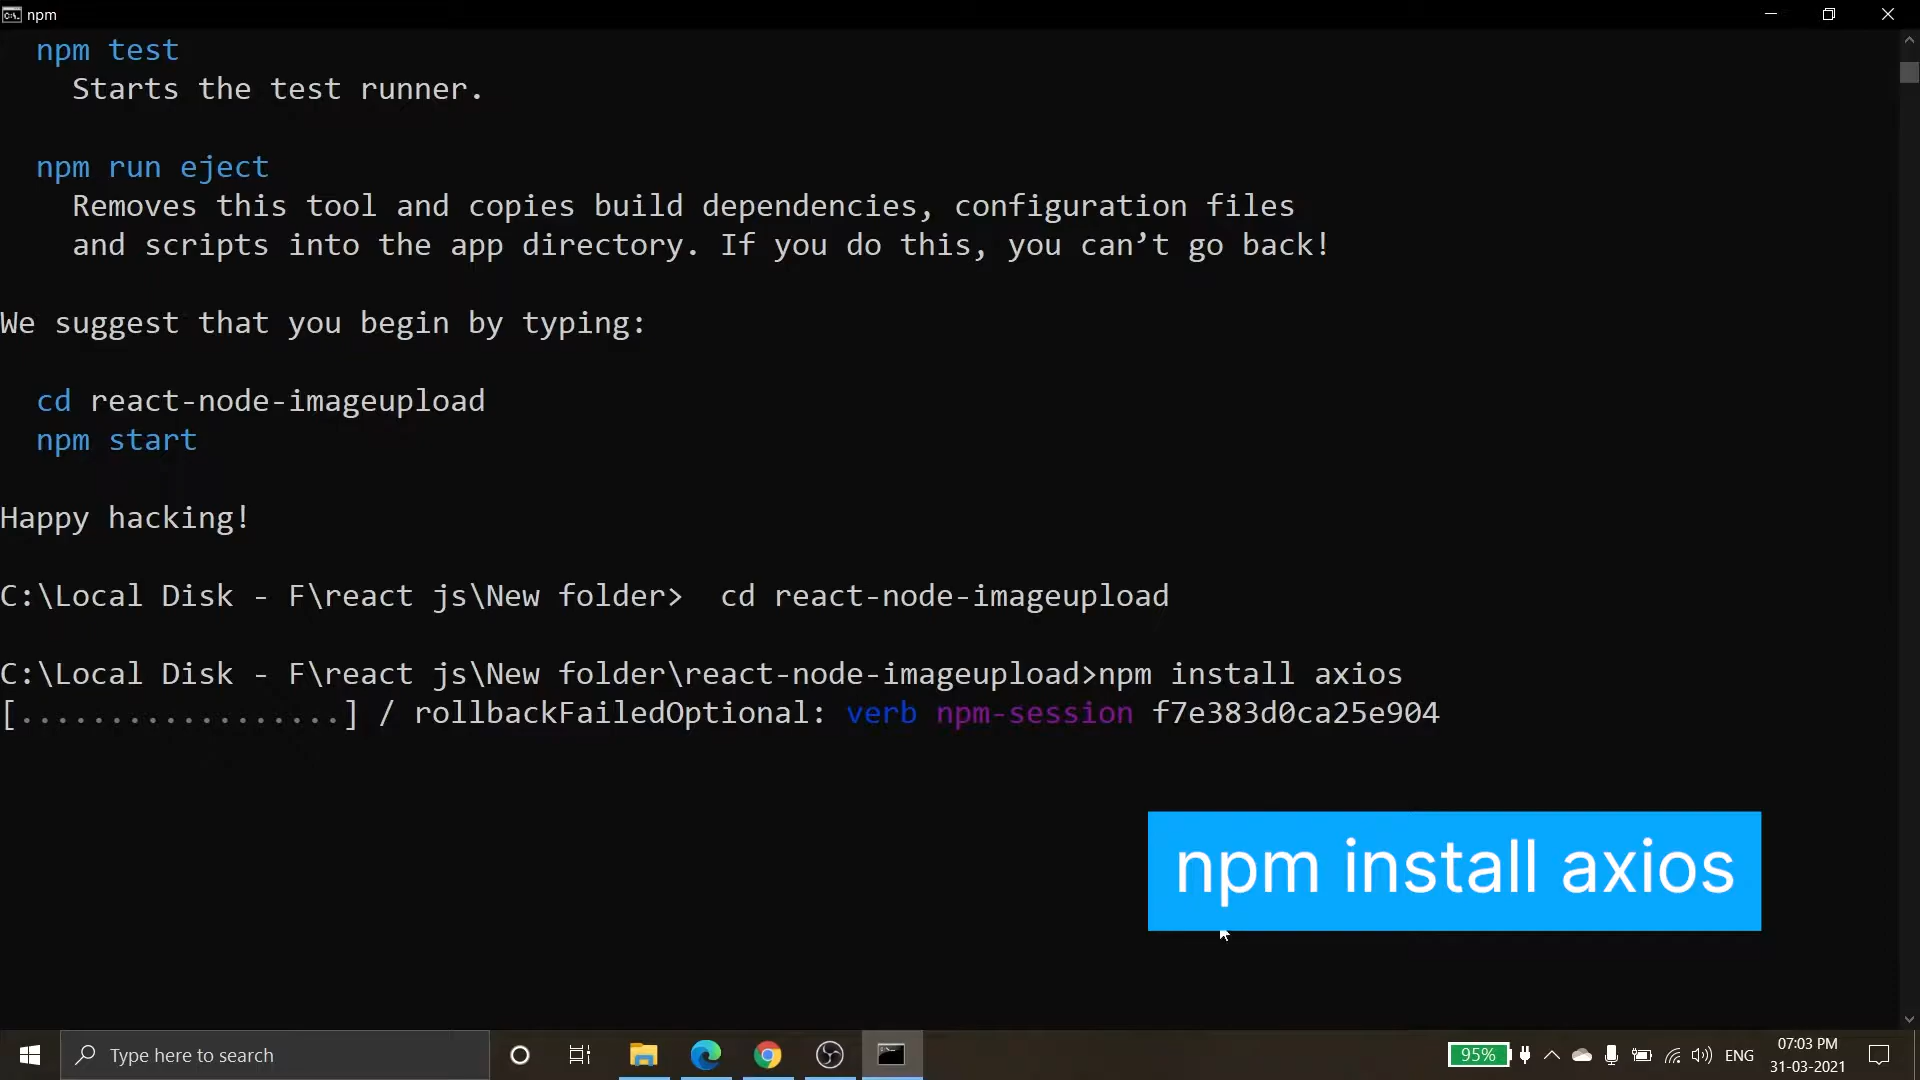 npm
npm test
Starts the test runner.
npm run eject
Removes this tool and copies build dependencies, configuration files
and scripts into the app directory. If you do this, you can’t go back!
We suggest that you begin by typing:
cd react-node-imageupload
npm start
Happy hacking!
C:\Local Disk - F\react js\New folder>  cd react-node-imageupload
C:\Local Disk - F\react js\New folder\react-node-imageupload>npm install axios
[..................] / rollbackFailedOptional: verb npm-session f7e383d0ca25e904
npm install axios
Type here to search
95%
ENG
07:03 PM
31-03-2021